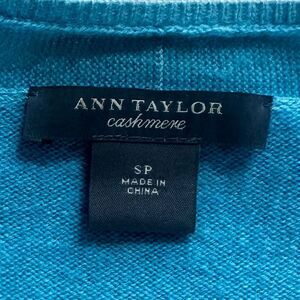 ANN TAYLOR
cashmere
SP
MADE IN
CHINA